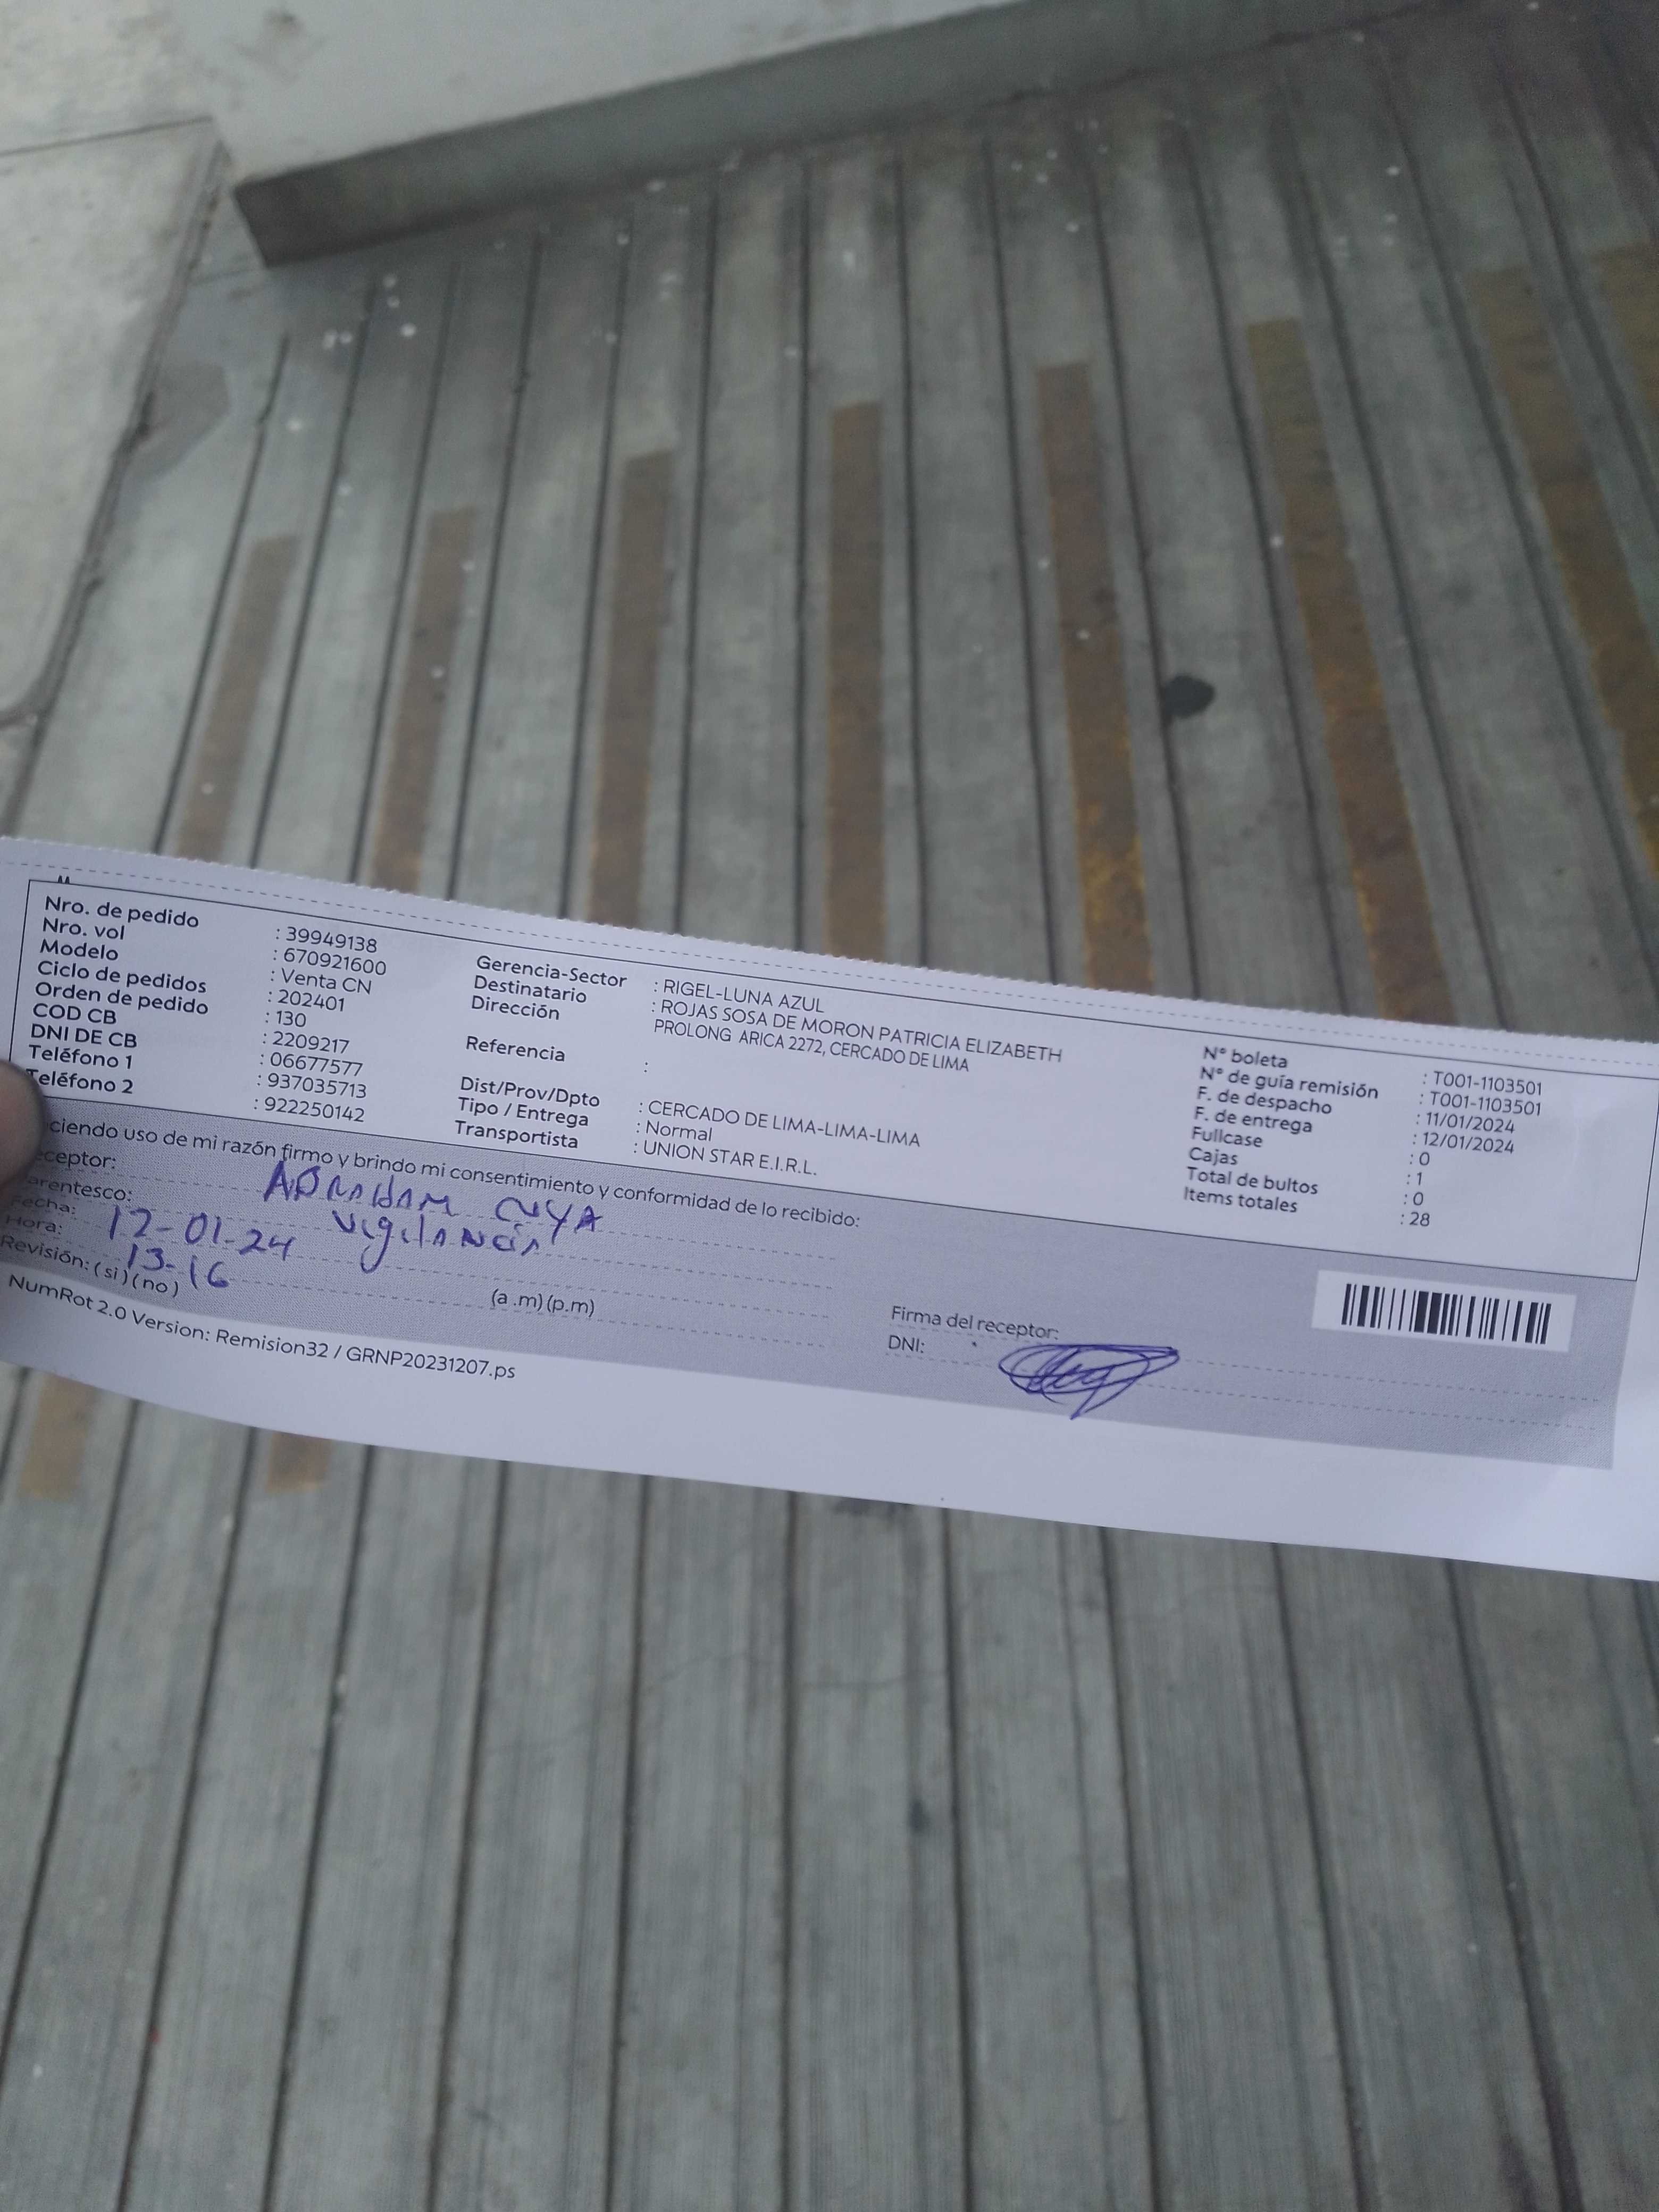 Nro. de pedido : 39949138
Nro. vol : 670921600
Modelo : Venta CN
Ciclo de pedidos : 202401
Orden de pedido : 130
COD CB : 2209217
DNI DE CB : 06677577
Teléfono 1 : 937035713
Teléfono 2 : 922250142
Gerencia-Sector : RIGEL-LUNA AZUL
Destinatario : ROJAS SOSA DE MORON PATRICIA ELIZABETH
Dirección PROLONG ARICA 2272, CERCADO DE LIMA
Referencia :
Dist/Prov/Dpto : CERCADO DE LIMA-LIMA-LIMA
Tipo / Entrega : Normal
Transportista : UNION STAR E.I.R.L.
N° boleta : T001-1103501
N° de guía remisión : T001-1103501
F. de despacho : 11/01/2024
F. de entrega : 12/01/2024
Fullcase : 0
Cajas : 1
Total de bultos : 0
Items totales : 28
ciendo uso de mi razón firmo y brindo mi consentimiento y conformidad de lo recibido:
ceptor: ABRAHAM CUYA
arentesco: Vigilancia
Fecha: 12-01-24
Hora: 13-16 (a .m) (p.m)
Revisión: ( si ) ( no )
Firma del receptor:
DNI:
NumRot 2.0 Version: Remision32 / GRNP20231207.ps